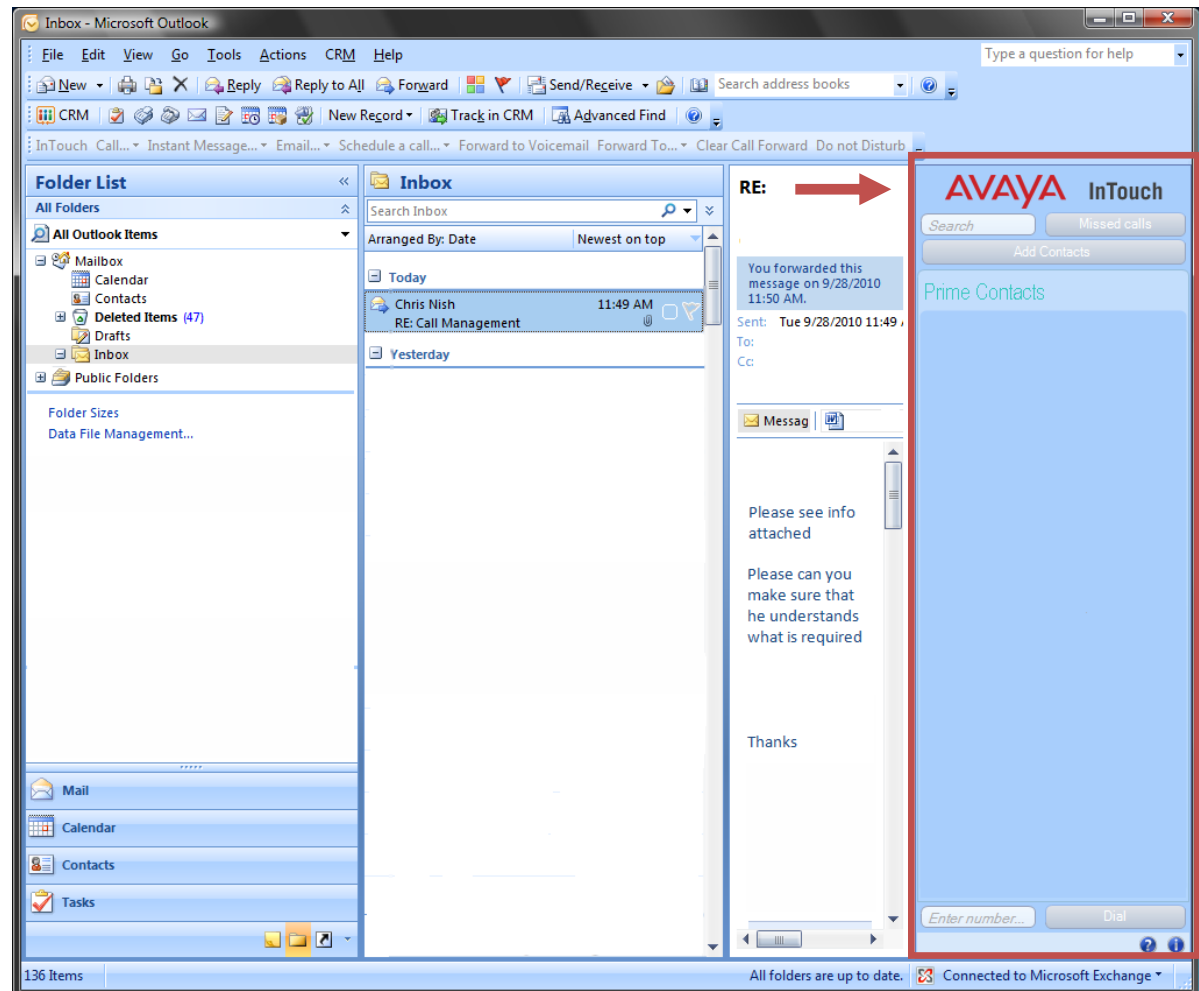 Inbox - Microsoft Outlook
File Edit View Go Tools Actions CRM Help
Type a question for help
New Reply Reply to All Forward Send/Receive Search address books
CRM New Record Track in CRM Advanced Find
InTouch Call... Instant Message... Email... Schedule a call... Forward to Voicemail Forward To... Clear Call Forward Do not Disturb
Folder List
All Folders
All Outlook Items
Mailbox
Calendar
Contacts
Deleted Items (47)
Drafts
Inbox
Public Folders
Folder Sizes
Data File Management...
Mail
Calendar
Contacts
Tasks
Inbox
Search Inbox
Arranged By: Date Newest on top
Today
Chris Nish 11:49 AM
RE: Call Management
Yesterday
RE:
You forwarded this
message on 9/28/2010
11:50 AM.
Sent: Tue 9/28/2010 11:49
To:
Cc:
Messag
Please see info
attached
Please can you
make sure that
he understands
what is required
Thanks
AVAYA InTouch
Search Missed calls
Add Contacts
Prime Contacts
Enter number... Dial
136 Items
All folders are up to date. Connected to Microsoft Exchange